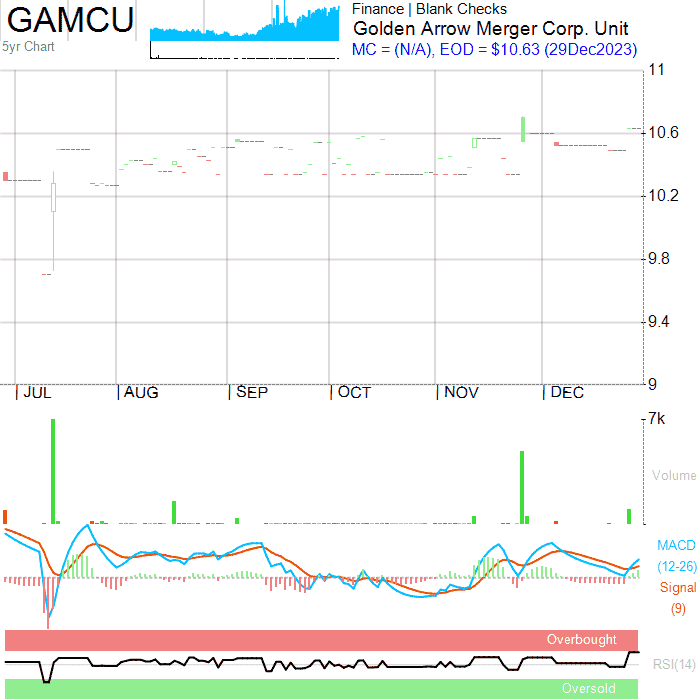 GAMCU
5yr Chart
Finance | Blank Checks
Golden Arrow Merger Corp. Unit
MC = (N/A), EOD = $10.63 (29Dec2023)
11
10.6
10.2
9.8
9.4
9
| JUL | AUG | SEP | OCT | NOV | DEC
7k
Volume
MACD
(12-26)
Signal
(9)
Overbought
RSI(14)
Oversold